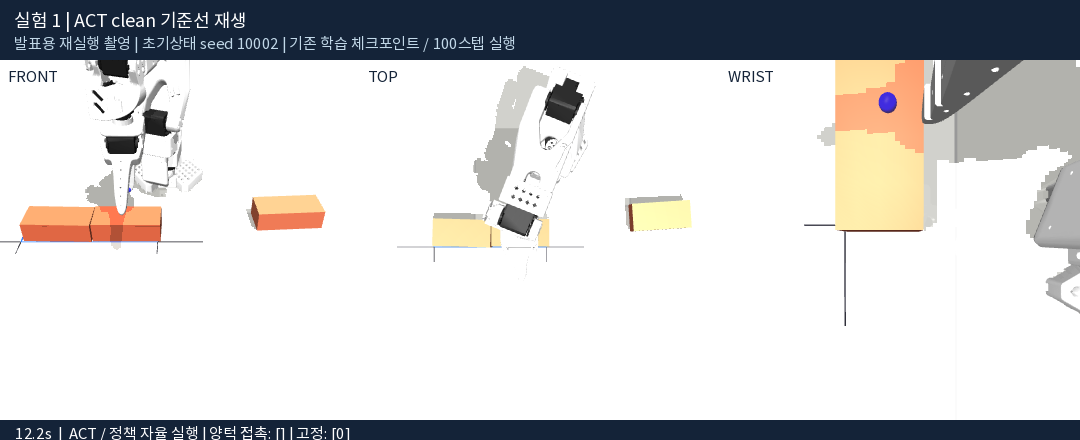 실험 1 | ACT clean 기준선 재생
발표용 재실행 촬영 | 초기상태 seed 10002 | 기존 학습 체크포인트 / 100스텝 실행
FRONT
TOP
WRIST
12.2s | ACT / 정책 자율 실행 | 양턱 접촉: [] | 고정: [0]